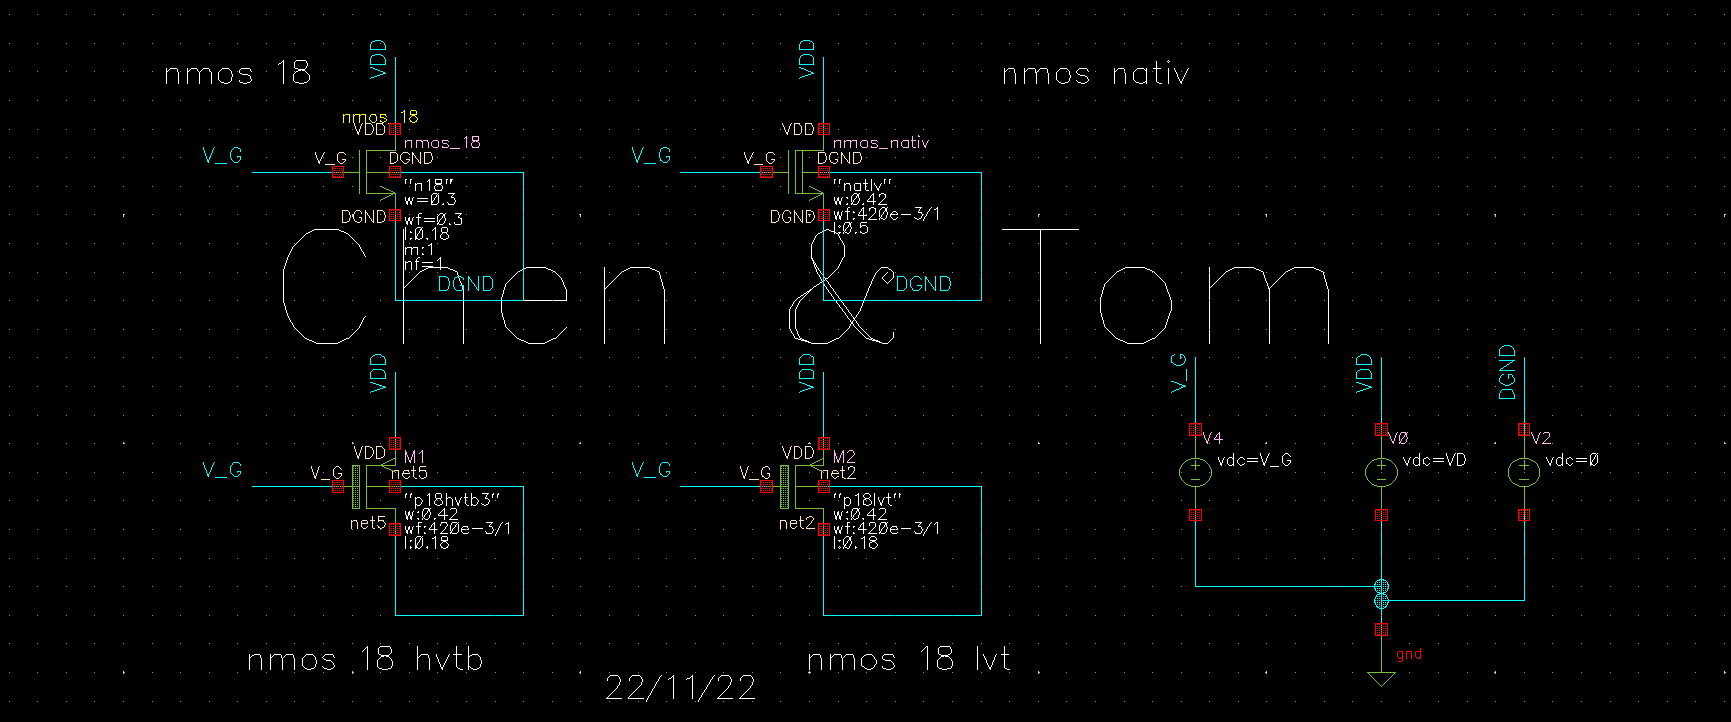 VDD
nmos 18
nmos_18
VDD
nmos_18
V_G
V_G
DGND
"n18"
w=0.3
DGND
wf=0.3
l:0.18
m:1
nf=1
DGND
VDD
nmos nativ
VDD
nmos_nativ
V_G
V_G
DGND
"nativ"
w:0.42
DGND
wf:420e-3/1
l:0.5
DGND
Chen & Tom
VDD
VDD
M1
V_G
V_G
net5
"p18hvtb3"
w:0.42
net5
wf:420e-3/1
l:0.18
nmos 18 hvtb
VDD
VDD
M2
V_G
V_G
net2
"p18lvt"
w:0.42
net2
wf:420e-3/1
l:0.18
nmos 18 lvt
V_G
V4
+
vdc=V_G
VDD
V0
+
vdc=VD
DGND
V2
+
vdc=0
gnd
22/11/22